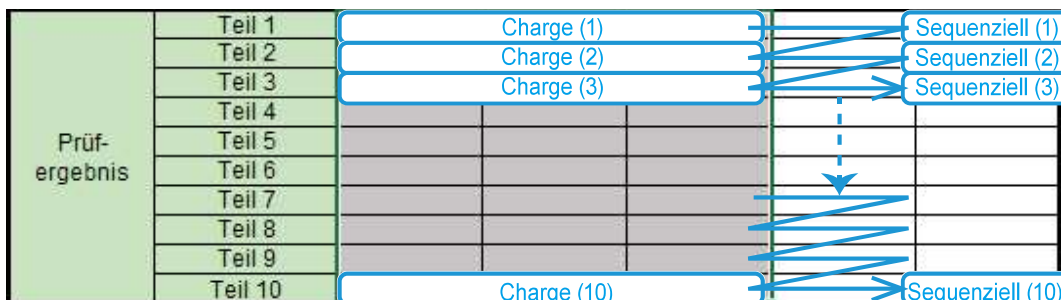 Teil 1 Charge (1) Sequenziell (1)
Teil 2 Charge (2) Sequenziell (2)
Teil 3 Charge (3) Sequenziell (3)
Teil 4
Prüf-
ergebnis
Teil 5
Teil 6
Teil 7
Teil 8
Teil 9
Teil 10 Charge (10) Sequenziell (10)